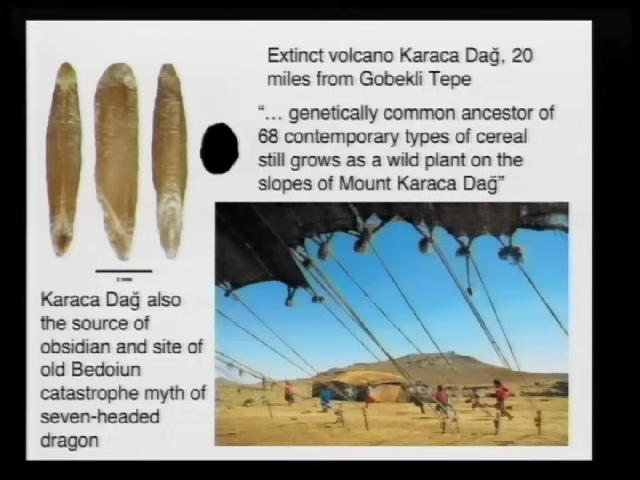 Extinct volcano Karaca Dağ, 20
miles from Gobekli Tepe
“... genetically common ancestor of
68 contemporary types of cereal
still grows as a wild plant on the
slopes of Mount Karaca Dağ”
Karaca Dağ also
the source of
obsidian and site of
old Bedoiun
catastrophe myth of
seven-headed
dragon